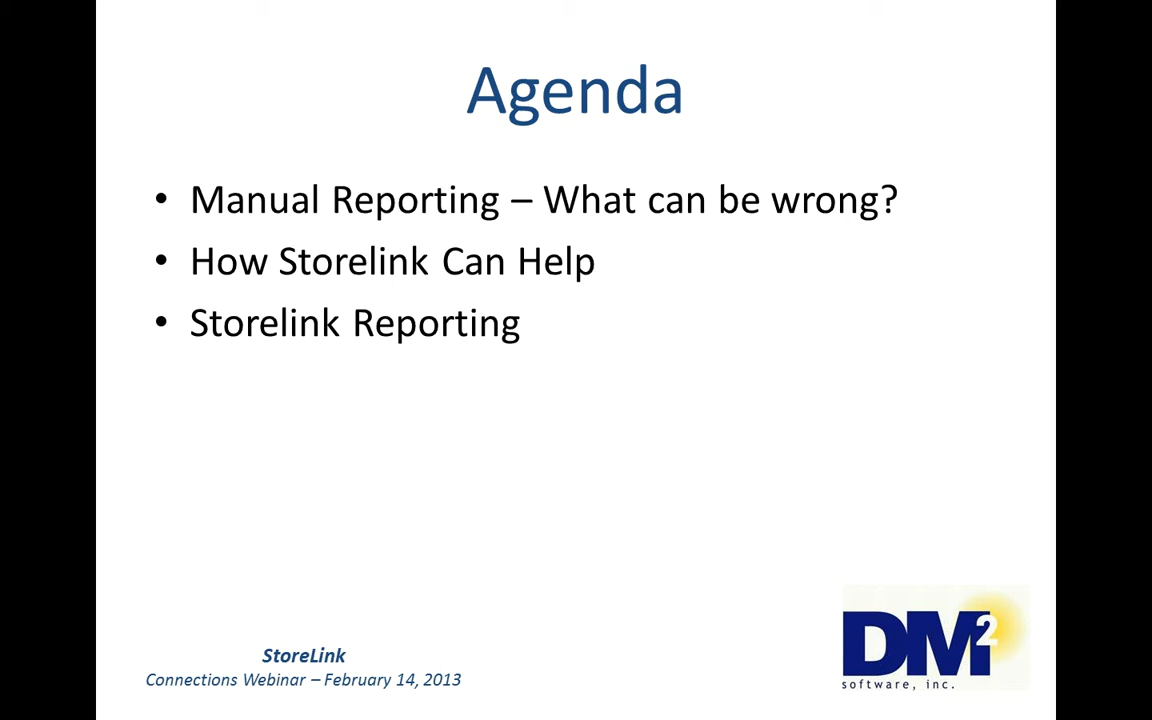 Agenda
• Manual Reporting – What can be wrong?
• How Storelink Can Help
• Storelink Reporting
StoreLink
Connections Webinar – February 14, 2013
DM2
software, inc.